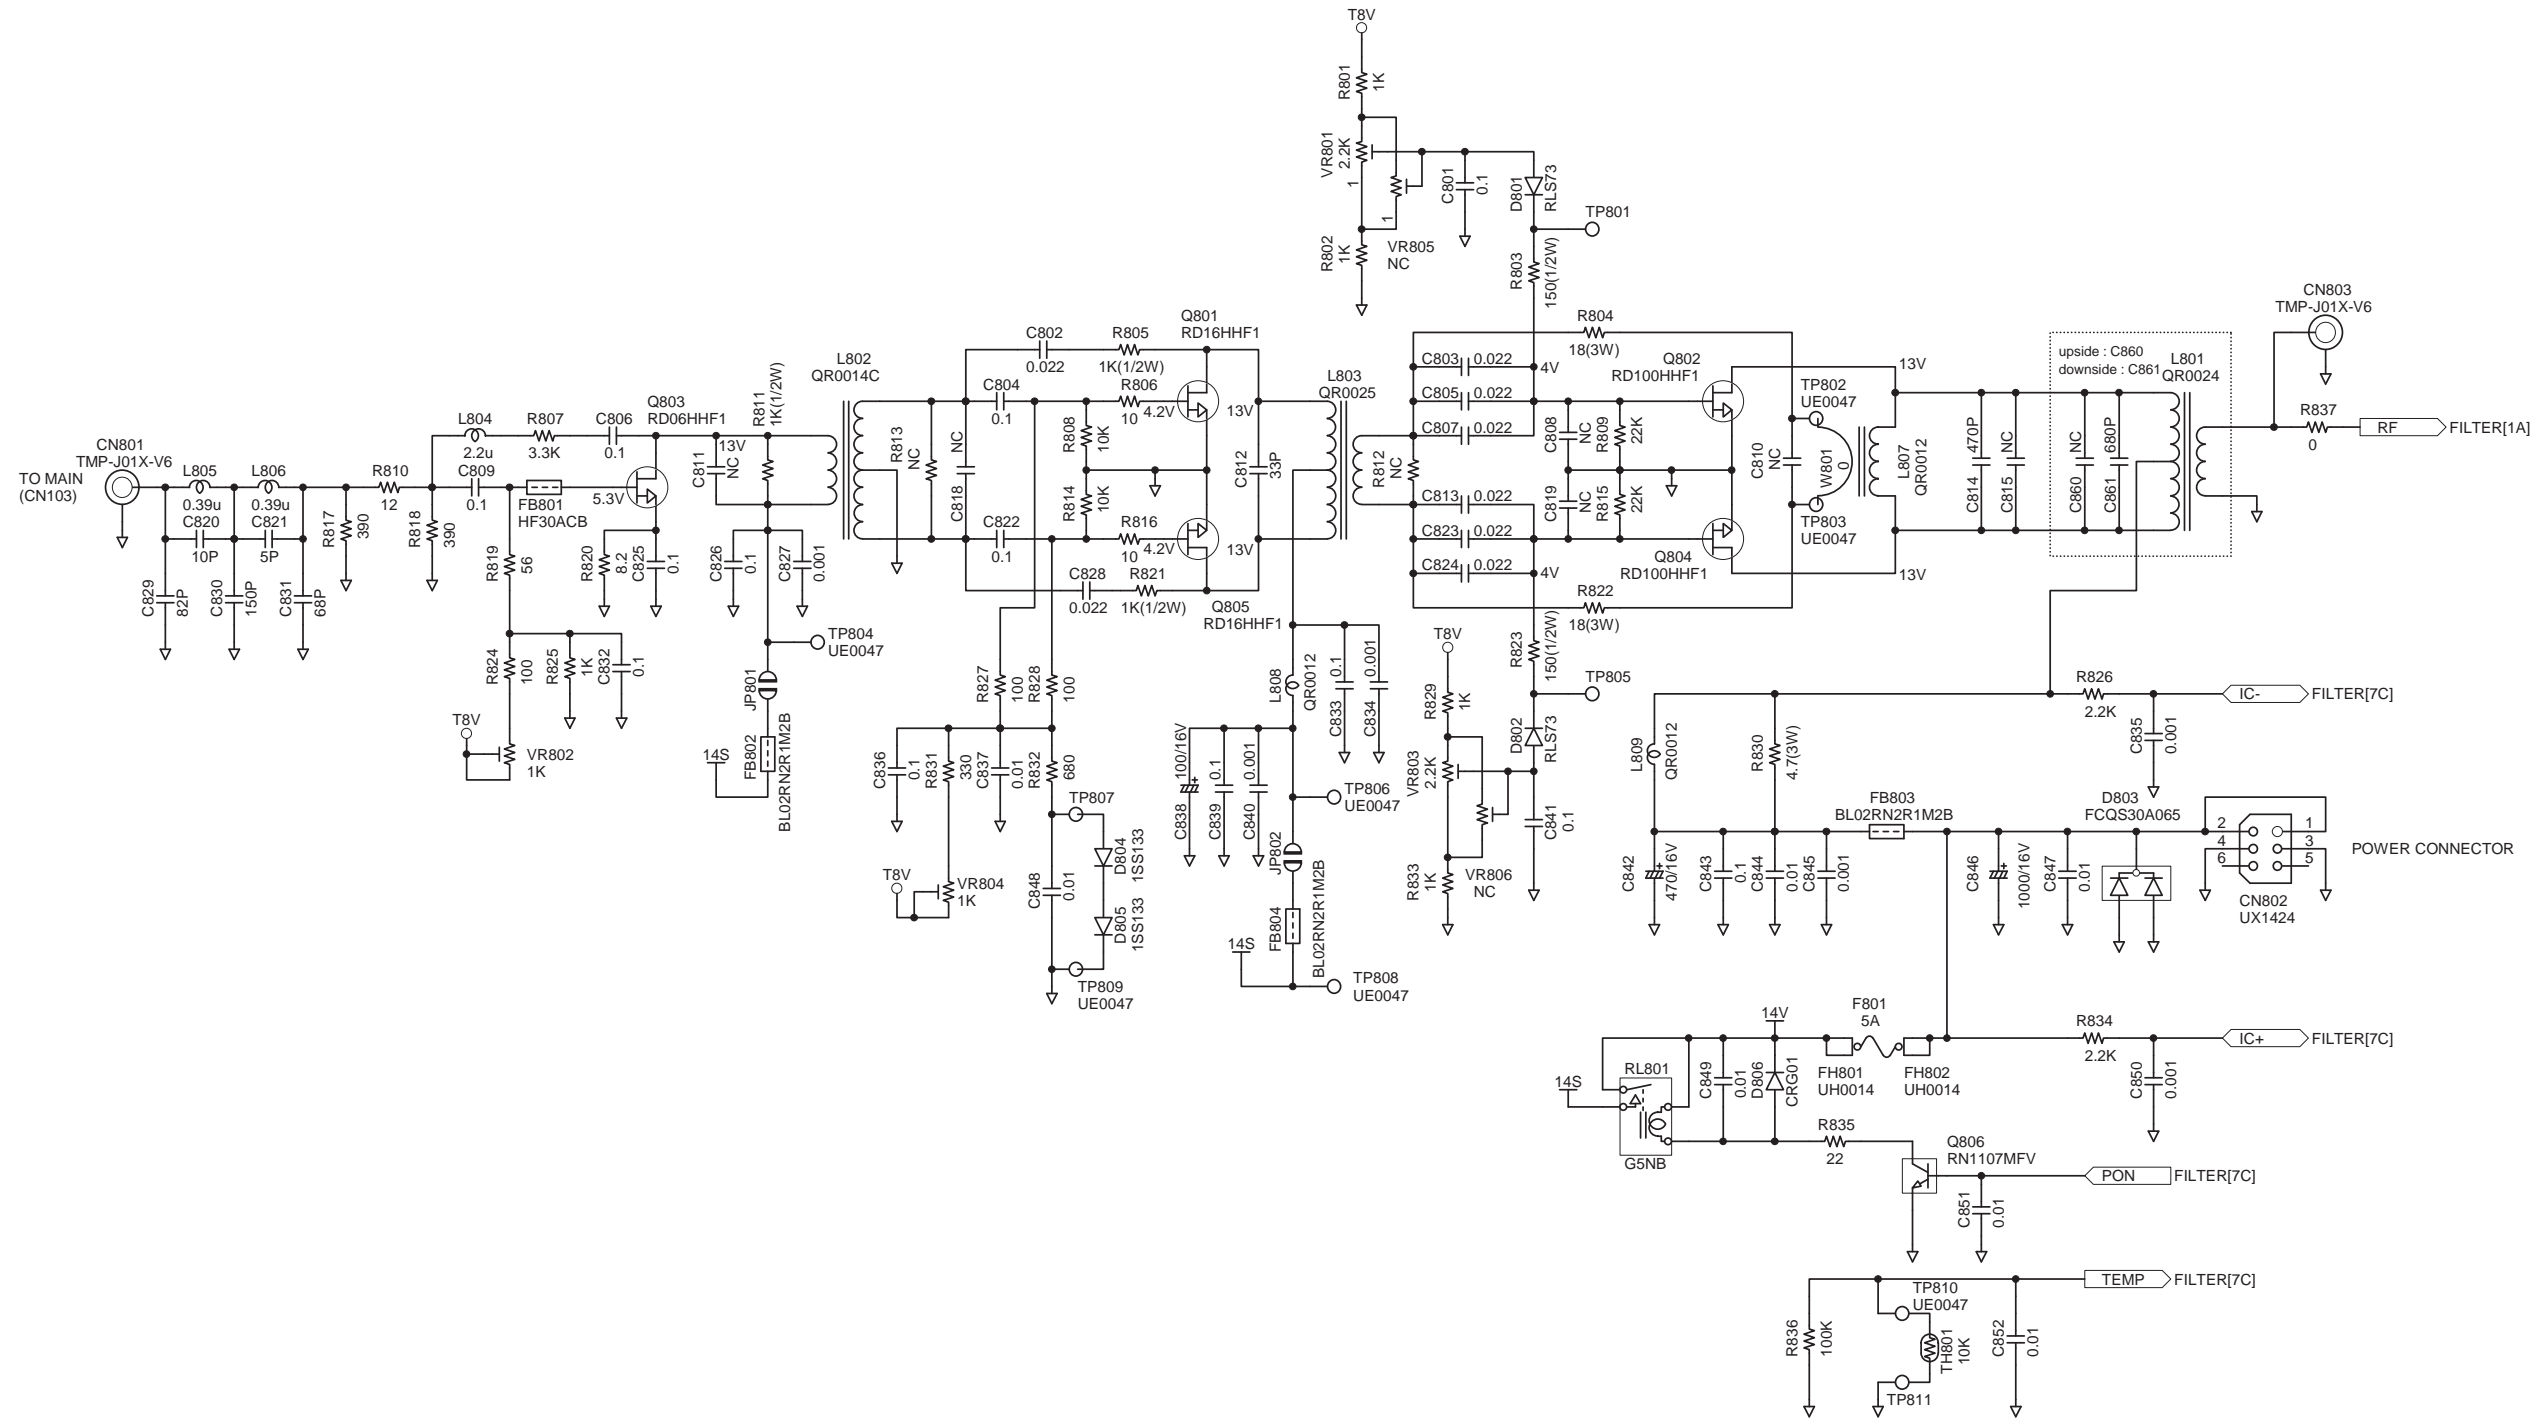 T8V
R801
1K
VR801
2.2K
1
1
R802
1K
VR805
NC
C801
0.1
D801
RLS73
TP801
R803
150(1/2W)
CN803
TMP-J01X-V6
Q801
RD16HHF1
C802
0.022
R805
1K(1/2W)
R804
18(3W)
L802
QR0014C
R811
1K(1/2W)
C804
0.1
R806
10
4.2V
13V
L803
QR0025
C803
0.022
4V
C805
0.022
C807
0.022
Q802
RD100HHF1
13V
TP802
UE0047
upside : C860
downside : C861
L801
QR0024
R837
0
RF
FILTER[1A]
Q803
RD06HHF1
L804
2.2u
R807
3.3K
C806
0.1
13V
C811
NC
R813
NC
NC
C818
R808
10K
R814
10K
C812
33P
R812
NC
C808
NC
R809
22K
C819
NC
R815
22K
C810
NC
W801
0
L807
QR0012
C814
470P
C815
NC
C860
NC
C861
680P
CN801
TMP-J01X-V6
TO MAIN
(CN103)
L805
0.39u
L806
0.39u
C820
10P
C821
5P
R810
12
C809
0.1
FB801
HF30ACB
5.3V
R817
390
R818
390
R819
56
R820
8.2
C825
0.1
C826
0.1
C827
0.001
C822
0.1
R816
10
4.2V
13V
C828
0.022
R821
1K(1/2W)
Q805
RD16HHF1
C813
0.022
C823
0.022
C824
0.022
4V
Q804
RD100HHF1
TP803
UE0047
13V
R822
18(3W)
C829
82P
C830
150P
C831
68P
R824
100
R825
1K
C832
0.1
T8V
VR802
1K
TP804
UE0047
JP801
14S
FB802
BL02RN2R1M2B
R827
100
R828
100
C836
0.1
R831
330
C837
0.01
R832
680
T8V
VR804
1K
TP807
C848
0.01
D804
1SS133
D805
1SS133
TP809
UE0047
L808
QR0012
C833
0.1
C834
0.001
C838
100/16V
+
C839
0.1
C840
0.001
TP806
UE0047
JP802
FB804
BL02RN2R1M2B
14S
TP808
UE0047
T8V
R829
1K
VR803
2.2K
R833
1K
VR806
NC
R823
150(1/2W)
TP805
D802
RLS73
C841
0.1
R826
2.2K
C835
0.001
IC-
FILTER[7C]
L809
QR0012
R830
4.7(3W)
FB803
BL02RN2R1M2B
D803
FCQS30A065
2
1
4
3
6
5
POWER CONNECTOR
CN802
UX1424
C842
470/16V
+
C843
0.1
C844
0.01
C845
0.001
C846
1000/16V
+
C847
0.01
14V
F801
5A
FH801
UH0014
FH802
UH0014
R834
2.2K
C850
0.001
IC+
FILTER[7C]
14S
RL801
G5NB
C849
0.01
D806
CRG01
R835
22
Q806
RN1107MFV
C851
0.01
PON
FILTER[7C]
TEMP
FILTER[7C]
TP810
UE0047
R836
100K
TH801
10K
C852
0.01
TP811